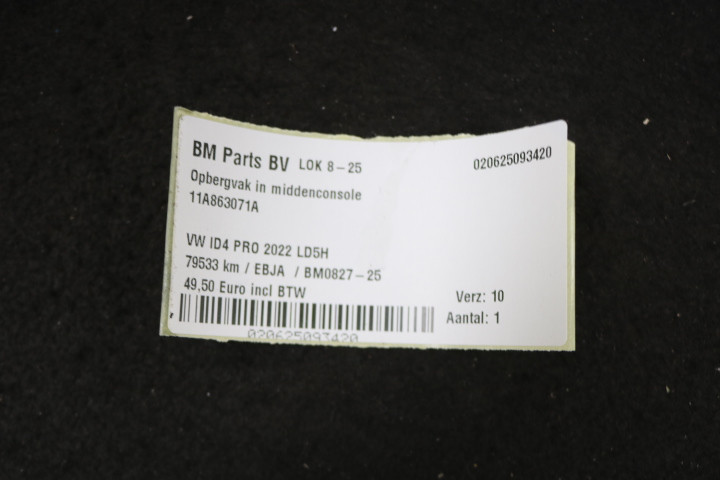 BM Parts BV LOK 8-25 020625093420
Opbergvak in middenconsole
11A863071A
VW ID4 PRO 2022 LD5H
79533 km / EBJA / BM0827-25
49,50 Euro incl BTW Verz: 10
Aantal: 1
020625093420